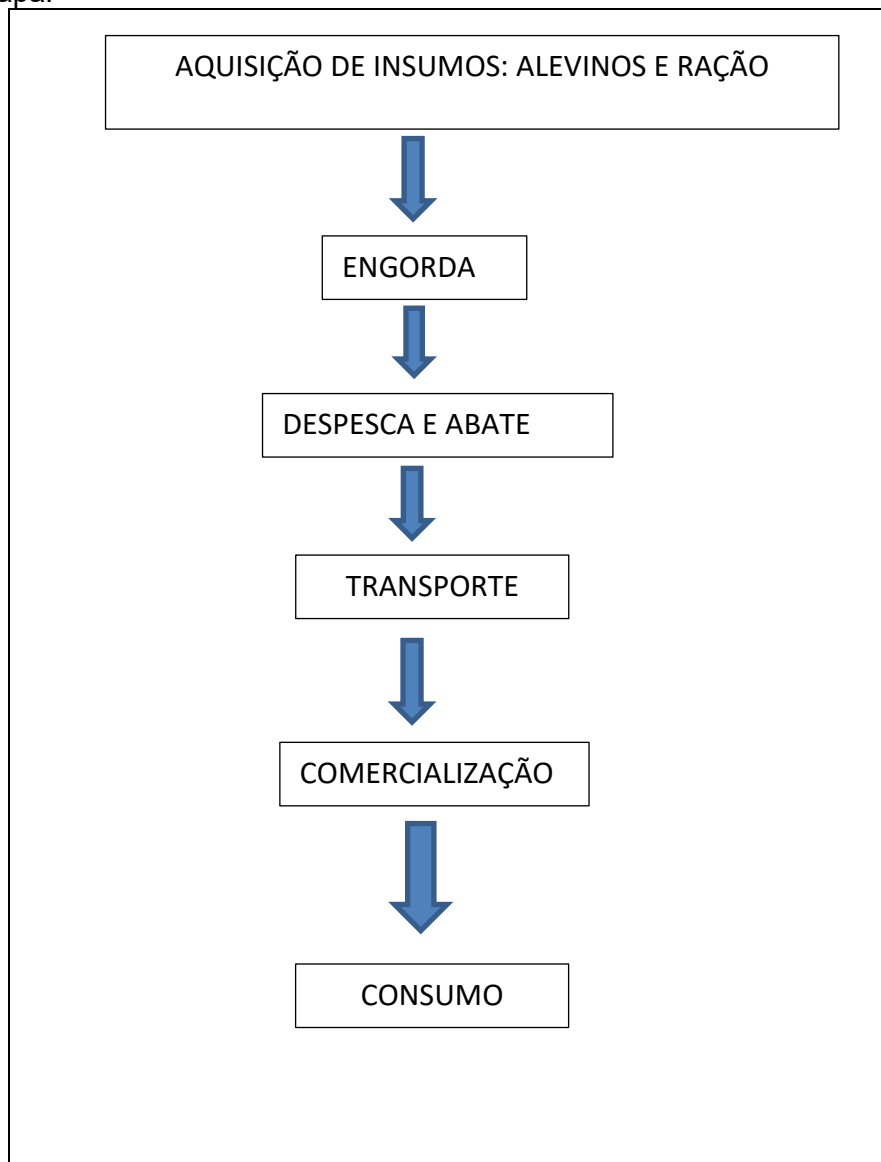 AQUISIÇÃO DE INSUMOS: ALEVINOS E RAÇÃO
ENGORDA
DESPESCA E ABATE
TRANSPORTE
COMERCIALIZAÇÃO
CONSUMO